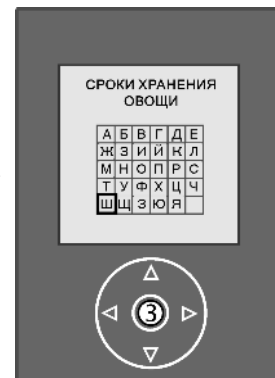 СРОКИ ХРАНЕНИЯ
ОВОЩИ
А Б В Г Д Е
Ж З И Й К Л
М Н О П Р С
Т У Ф Х Ц Ч
Ш Щ З Ю Я
3